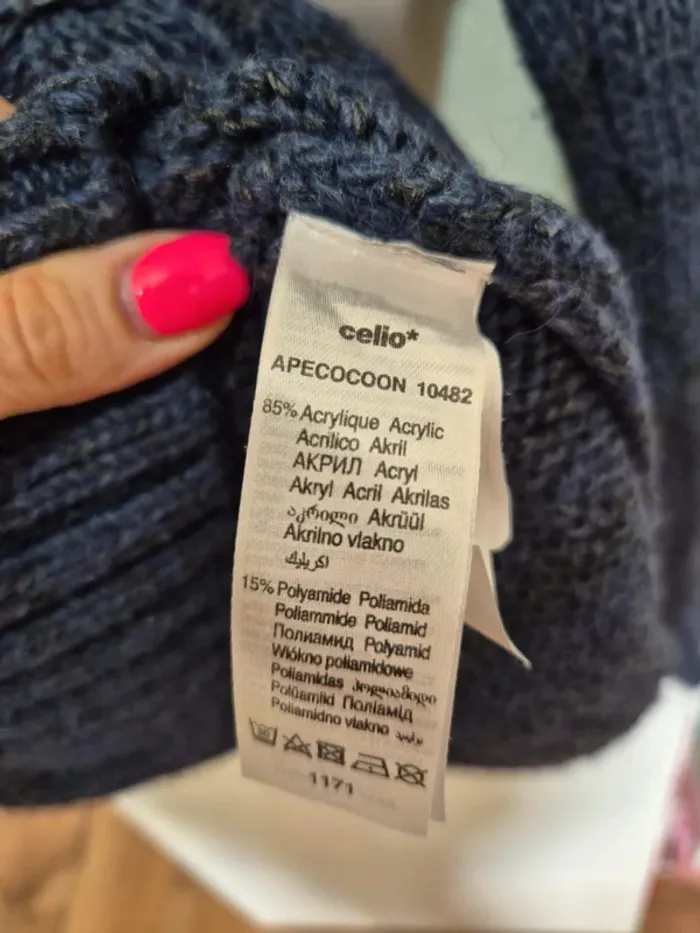 celio*
APECOCOON 10482
85% Acrylique Acrylic
Acrilico Akril
АКРИЛ Acryl
Akryl Acril Akrilas
აკრილი Akrüül
Akrilno vlakno
اكريليك
15% Polyamide Poliamida
Poliammide Poliamid
Полиамид Polyamid
Włókno poliamidowe
Poliamidas პოლიამიდი
Polüamiid Поліамід
Poliamidno vlakno
1171